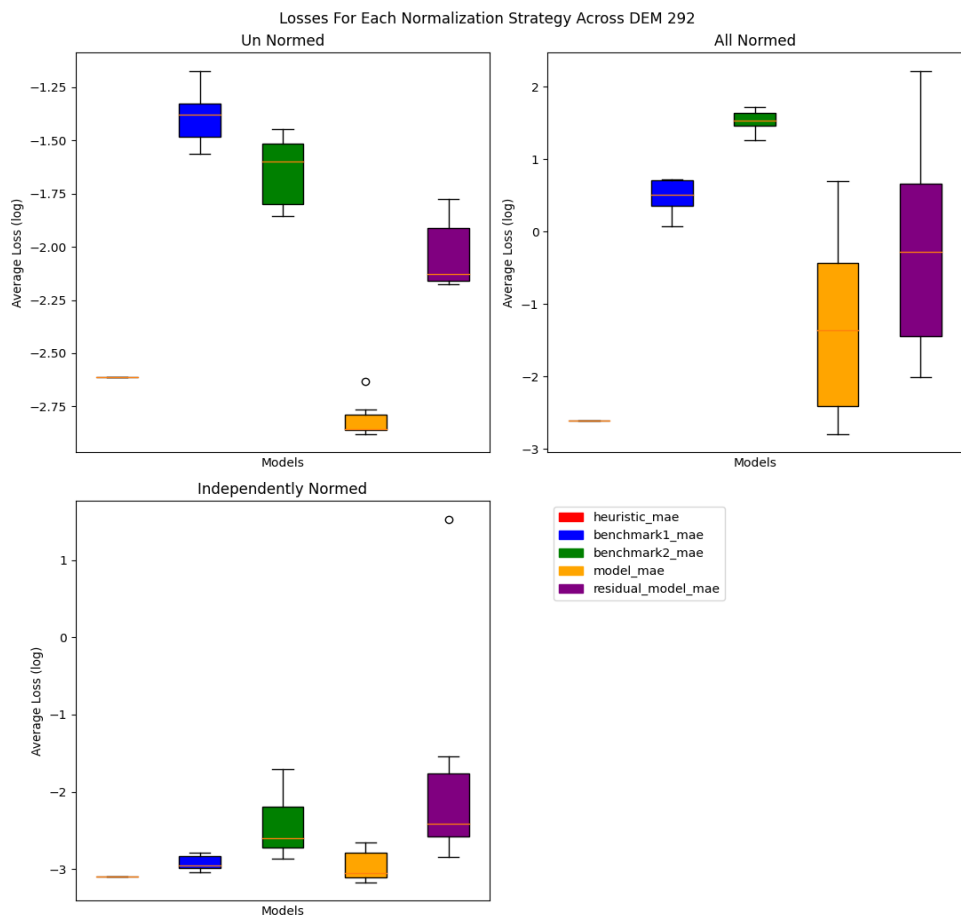 Losses For Each Normalization Strategy Across DEM 292
Un Normed
Average Loss (log)
−1.25
−1.50
−1.75
−2.00
−2.25
−2.50
−2.75
Models
All Normed
Average Loss (log)
2
1
0
−1
−2
−3
Models
Independently Normed
Average Loss (log)
1
0
−1
−2
−3
Models
heuristic_mae
benchmark1_mae
benchmark2_mae
model_mae
residual_model_mae